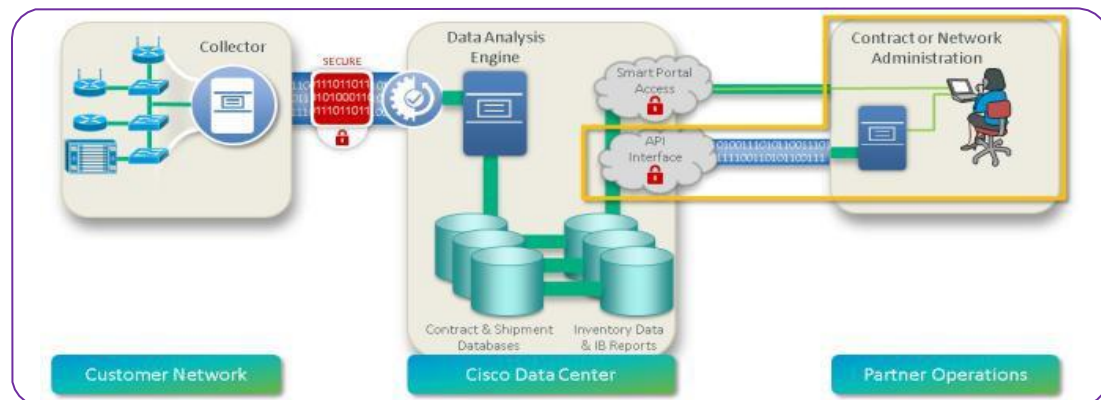 Collector
SECURE
Data Analysis
Engine
Smart Portal
Access
API
Interface
Contract or Network
Administration
Contract & Shipment
Databases
Inventory Data
& IB Reports
Customer Network
Cisco Data Center
Partner Operations